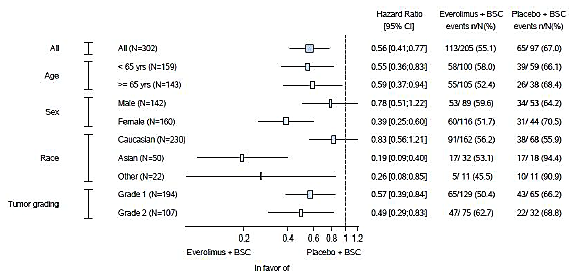 Hazard Ratio Everolimus + BSC Placebo + BSC
[95% CI] events n/N(%) events n/N(%)
All All (N=302) 0.56 [0.41;0.77] 113/205 (55.1) 65/ 97 (67.0)
Age < 65 yrs (N=159) 0.55 [0.36;0.83] 58/100 (58.0) 39/ 59 (66.1)
>= 65 yrs (N=143) 0.59 [0.37;0.94] 55/105 (52.4) 26/ 38 (68.4)
Sex Male (N=142) 0.78 [0.51;1.22] 53/ 89 (59.6) 34/ 53 (64.2)
Female (N=160) 0.39 [0.25;0.60] 60/116 (51.7) 31/ 44 (70.5)
Race Caucasian (N=230) 0.83 [0.56;1.21] 91/162 (56.2) 38/ 68 (55.9)
Asian (N=50) 0.19 [0.09;0.40] 17/ 32 (53.1) 17/ 18 (94.4)
Other (N=22) 0.26 [0.08;0.85] 5/ 11 (45.5) 10/ 11 (90.9)
Tumor grading Grade 1 (N=194) 0.57 [0.39;0.84] 65/129 (50.4) 43/ 65 (66.2)
Grade 2 (N=107) 0.49 [0.29;0.83] 47/ 75 (62.7) 22/ 32 (68.8)
0.2 0.4 0.6 0.8 1 1.2
Everolimus + BSC Placebo + BSC
In favor of